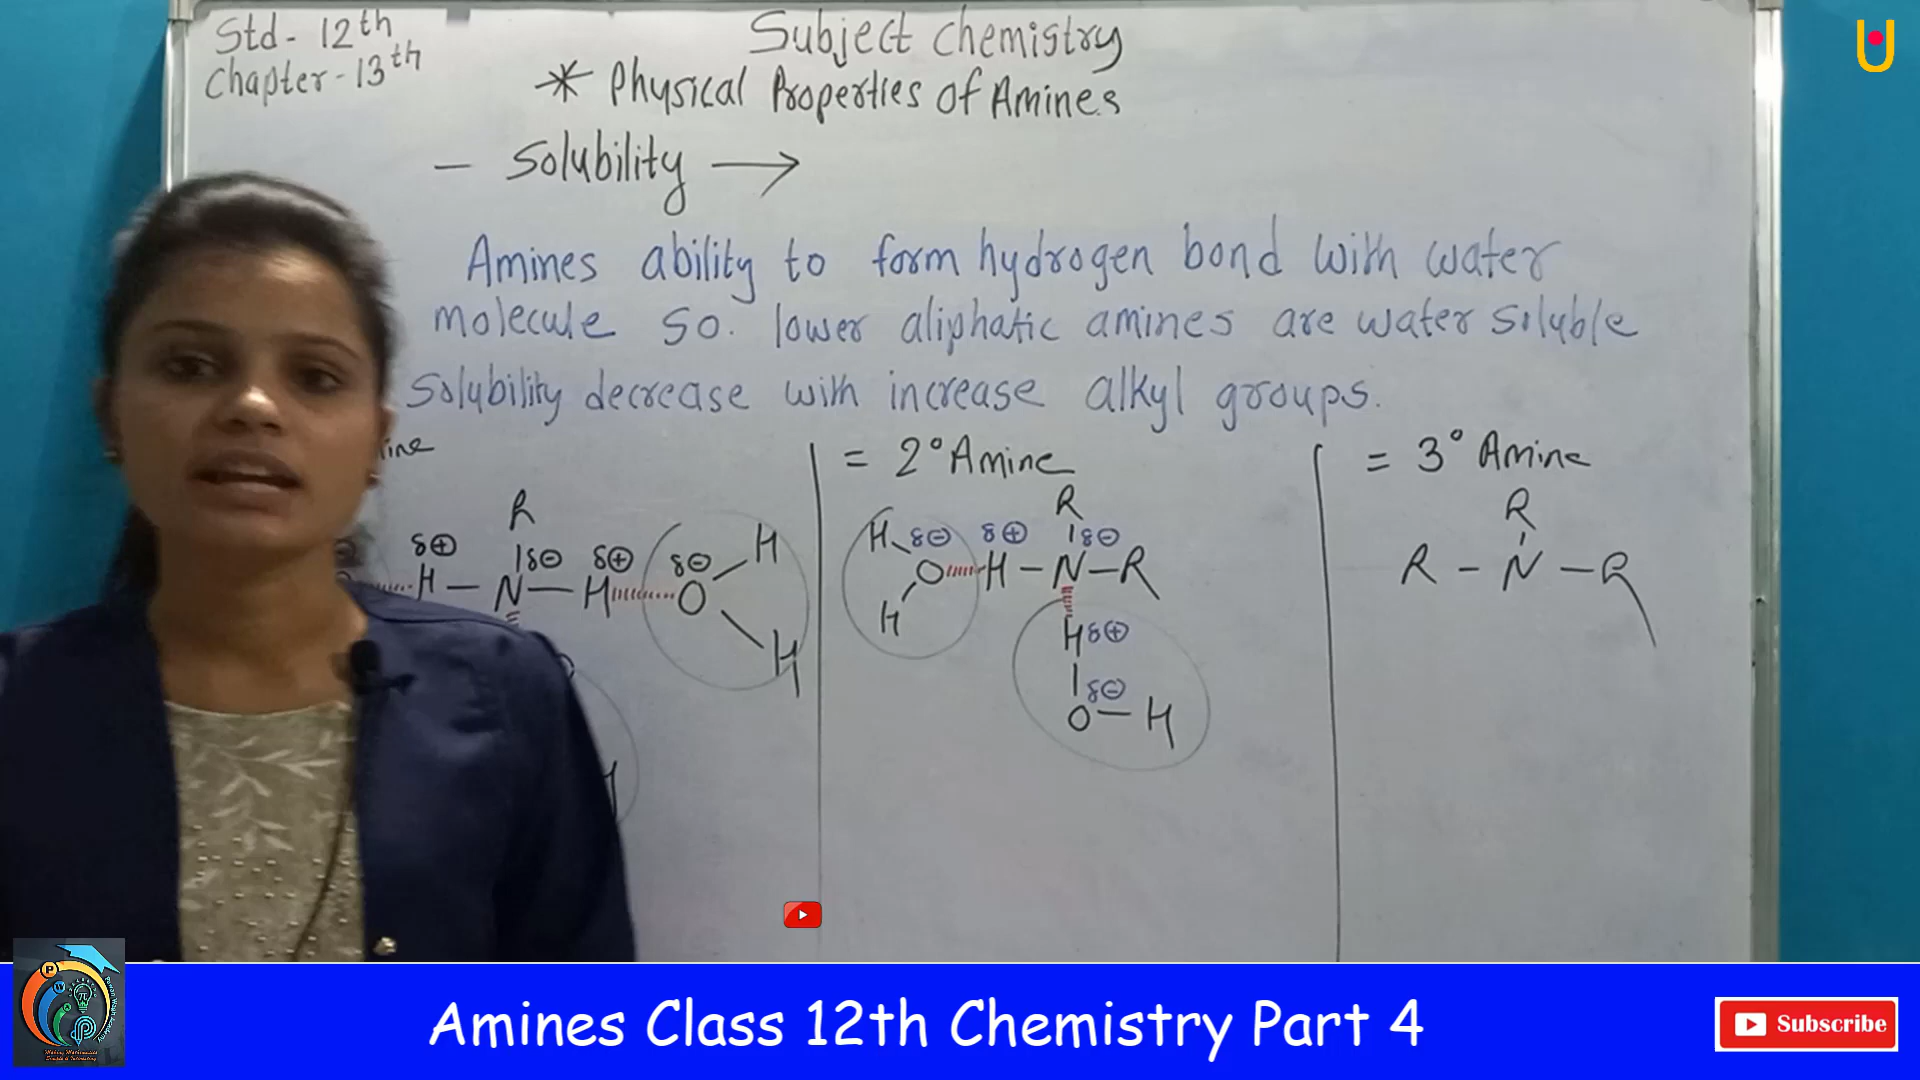 Std - 12th
Chapter - 13th
Subject Chemistry
* Physical Properties of Amines
- Solubility →
Amines ability to form hydrogen bond with water
molecule so. lower aliphatic amines are water soluble
Solubility decrease with increase alkyl groups.
ine
= 2° Amine
= 3° Amine
R
δ⊕ δ⊖ δ⊕ δ⊖ H
H - N - H O
H
R
H δ⊖ δ⊕ δ⊖
O H - N - R
H
H δ⊕
δ⊖
O - H
R
R - N - R
Amines Class 12th Chemistry Part 4
Subscribe